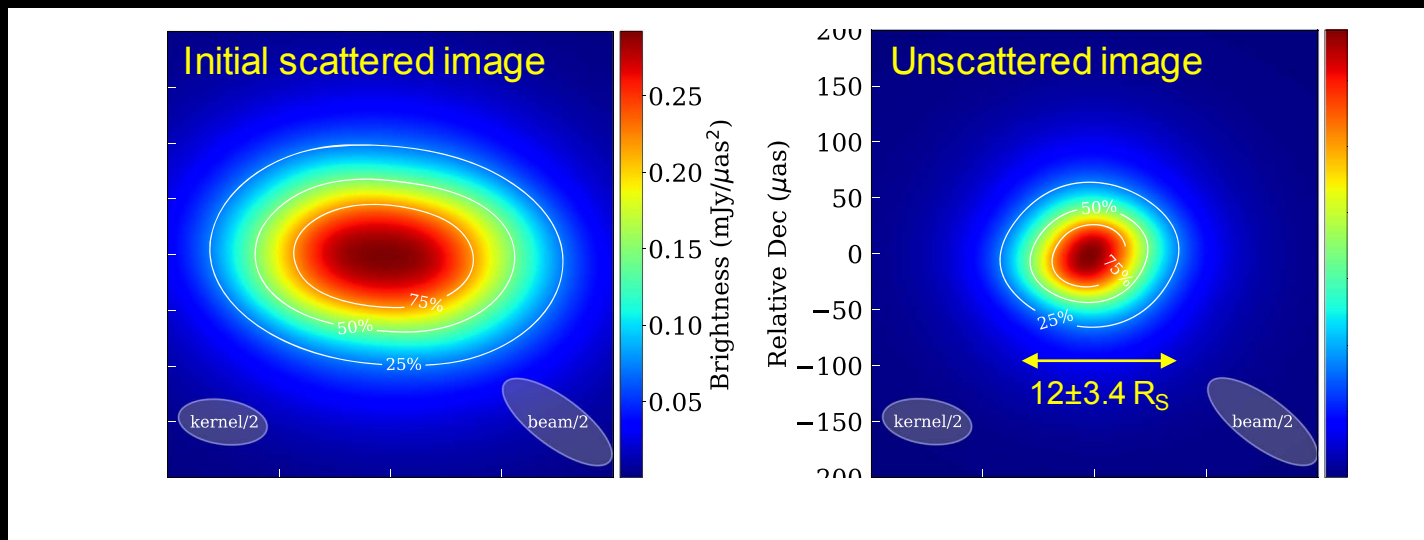 Initial scattered image
75%
50%
25%
kernel/2
beam/2
0.25
0.20
0.15
0.10
0.05
Brightness (mJy/μas²)
Relative Dec (μas)
200
150
100
50
0
−50
−100
−150
200
Unscattered image
50%
75%
25%
12±3.4 R_S
kernel/2
beam/2